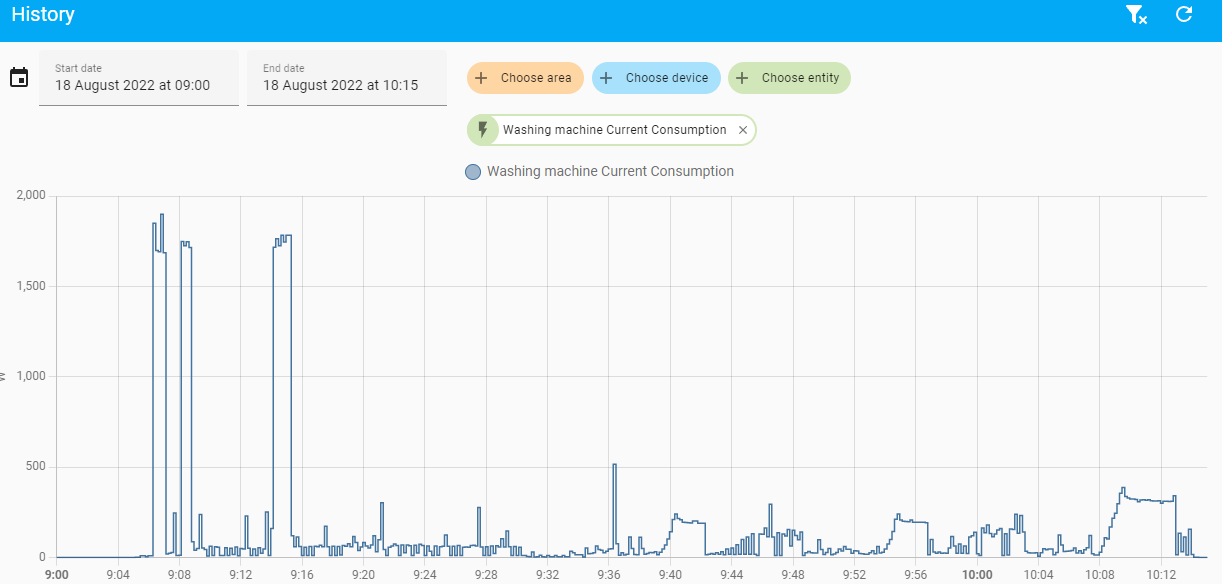 History
Start date
18 August 2022 at 09:00
End date
18 August 2022 at 10:15
Choose area
Choose device
Choose entity
Washing machine Current Consumption
Washing machine Current Consumption
2,000
1,500
1,000
500
0
W
9:00 9:04 9:08 9:12 9:16 9:20 9:24 9:28 9:32 9:36 9:40 9:44 9:48 9:52 9:56 10:00 10:04 10:08 10:12